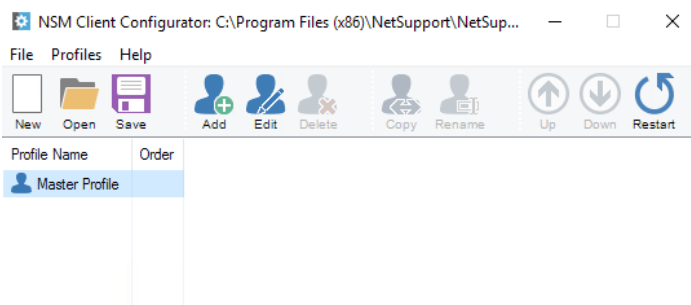 NSM Client Configurator: C:\Program Files (x86)\NetSupport\NetSup...
File Profiles Help
New Open Save Add Edit Delete Copy Rename Up Down Restart
Profile Name Order
Master Profile